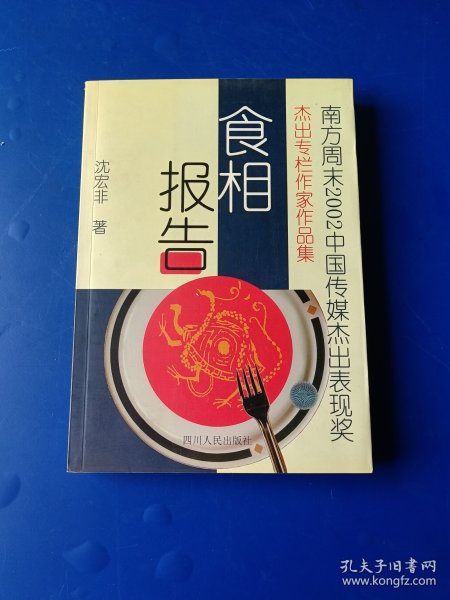 南方周末2002中国传媒杰出表现奖
杰出专栏作家作品集
食相
报告
沈宏非 著
四川人民出版社
孔夫子旧书网
www.kongfz.com